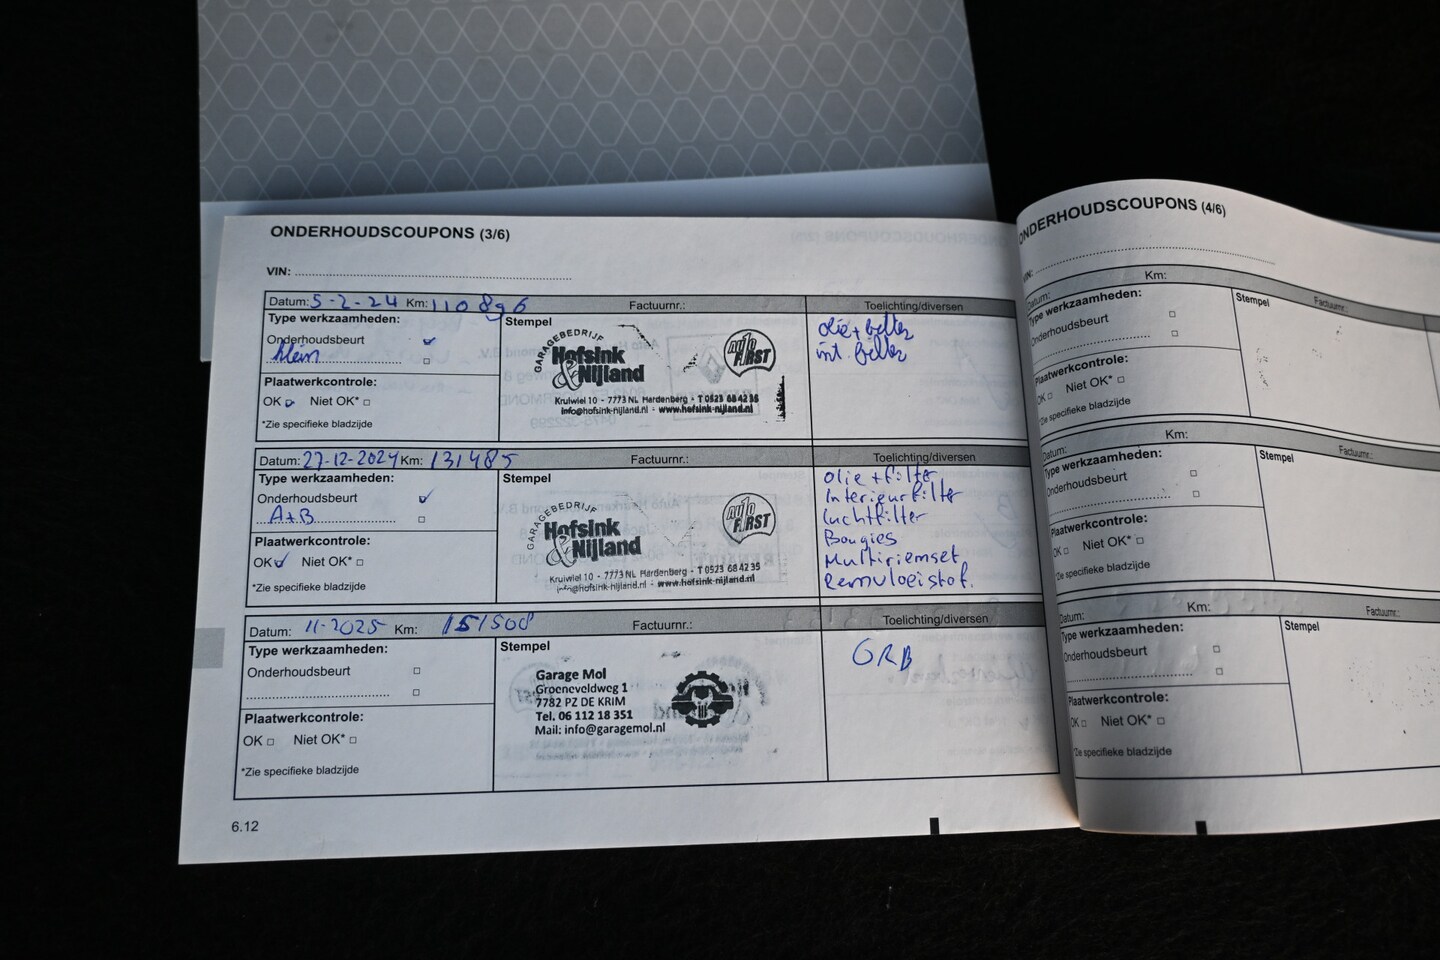 ONDERHOUDSCOUPONS (3/6)
VIN:
Datum: 5-2-24 Km: 110896 Factuurnr.: Toelichting/diversen
Type werkzaamheden:
Onderhoudsbeurt
klein
Plaatwerkcontrole:
OK Niet OK*
*Zie specifieke bladzijde
Stempel
GARAGEBEDRIJF
Hofsink
& Nijland
AUTO FIRST
Kruiwiel 10 - 7773 NL Hardenberg - T 0523 68 42 35
info@hofsink-nijland.nl - www.hofsink-nijland.nl
olie + filter
int. filter
Datum: 27-12-2024 Km: 131485 Factuurnr.: Toelichting/diversen
Type werkzaamheden:
Onderhoudsbeurt
A+B
Plaatwerkcontrole:
OK Niet OK*
*Zie specifieke bladzijde
Stempel
GARAGEBEDRIJF
Hofsink
& Nijland
AUTO FIRST
Kruiwiel 10 - 7773 NL Hardenberg - T 0523 68 42 35
info@hofsink-nijland.nl - www.hofsink-nijland.nl
Olie + filter
Interieurfilter
Luchtfilter
Bougies
Multiriemset
Remvloeistof.
Datum: 11-2025 Km: 151508 Factuurnr.: Toelichting/diversen
Type werkzaamheden:
Onderhoudsbeurt
Plaatwerkcontrole:
OK Niet OK*
*Zie specifieke bladzijde
Stempel
Garage Mol
Groeneveldweg 1
7782 PZ DE KRIM
Tel. 06 112 18 351
Mail: info@garagemol.nl
GRB
6.12
ONDERHOUDSCOUPONS (4/6)
VIN:
Datum: Km: Factuurnr.:
Type werkzaamheden:
Onderhoudsbeurt
Plaatwerkcontrole:
OK Niet OK*
*Zie specifieke bladzijde
Stempel
Km: Factuurnr.:
Type werkzaamheden:
Onderhoudsbeurt
Plaatwerkcontrole:
OK Niet OK*
*Zie specifieke bladzijde
Stempel
Datum: Km: Factuurnr.:
Type werkzaamheden:
Onderhoudsbeurt
Plaatwerkcontrole:
OK Niet OK*
*Zie specifieke bladzijde
Stempel